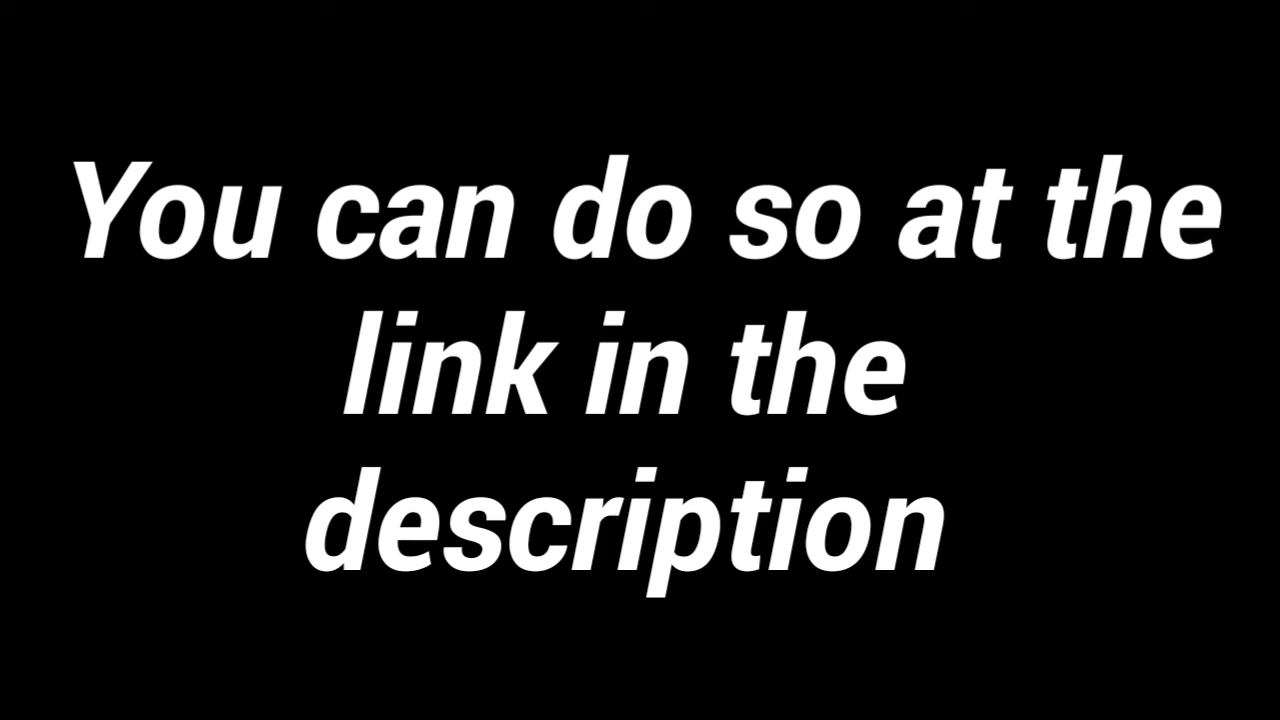 You can do so at the
link in the
description